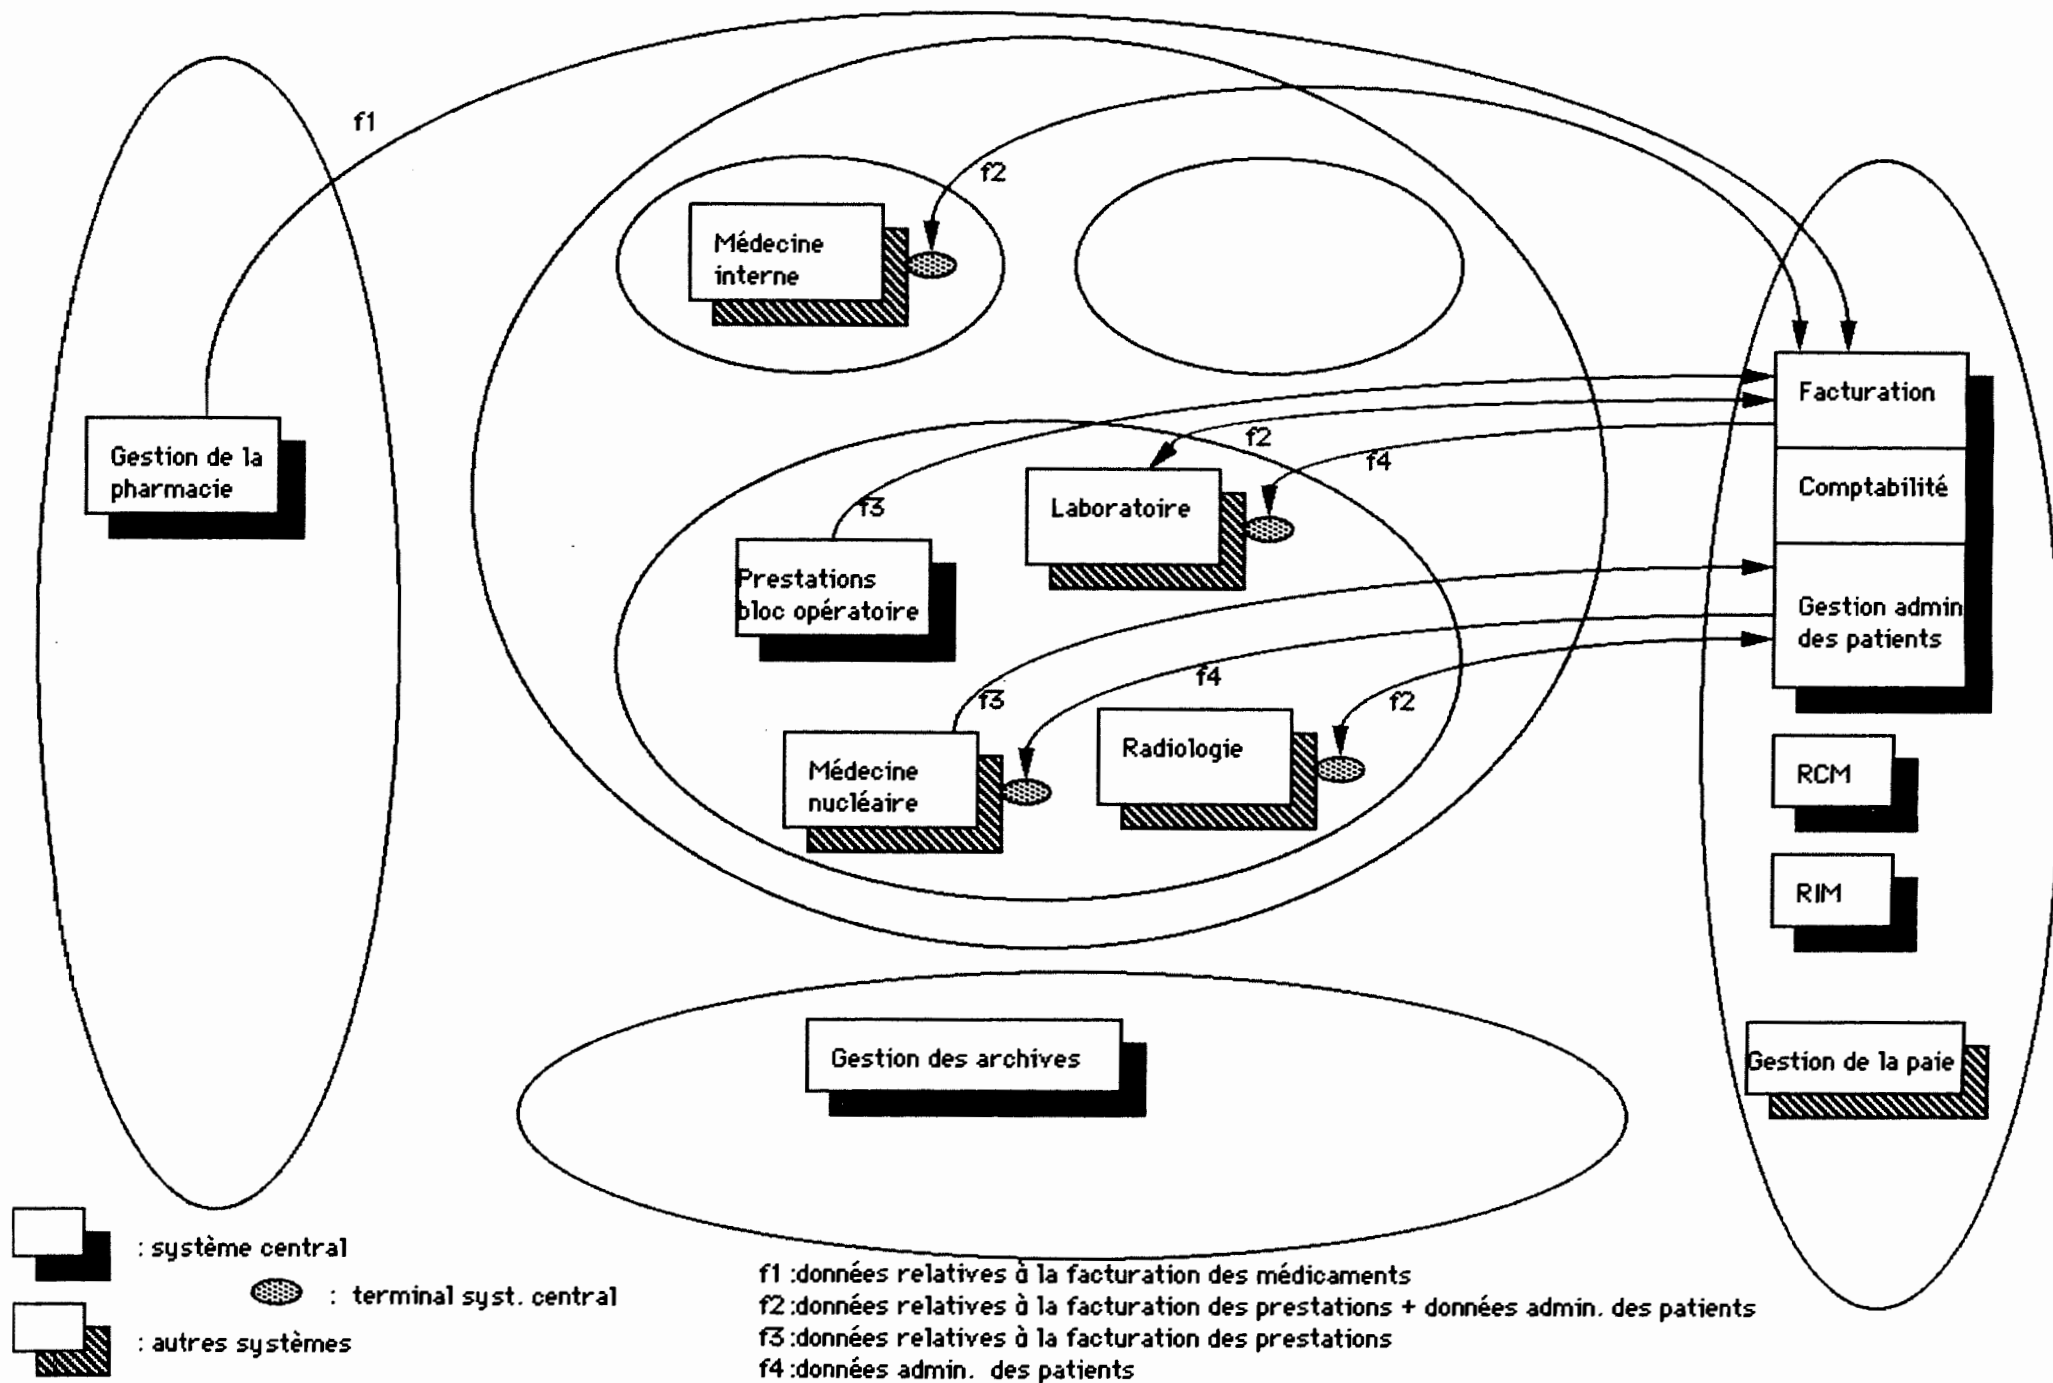 f1
f2
Médecine
interne
Facturation
f2
Gestion de la
pharmacie
f4
Comptabilité
Laboratoire
f3
Prestations
bloc opératoire
Gestion admin
des patients
f4
f3
f2
Radiologie
Médecine
nucléaire
RCM
RIM
Gestion des archives
Gestion de la paie
: système central
: terminal syst. central
: autres systèmes
f1 :données relatives à la facturation des médicaments
f2 :données relatives à la facturation des prestations + données admin. des patients
f3 :données relatives à la facturation des prestations
f4 :données admin. des patients